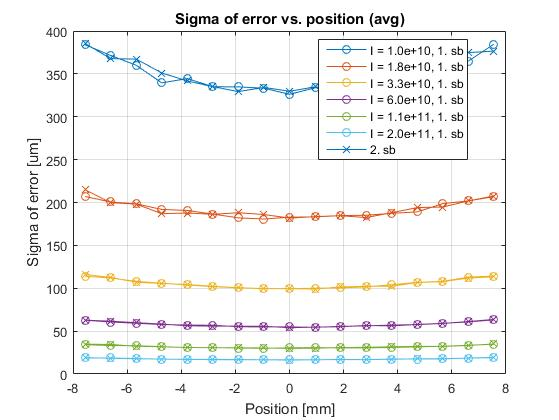 Sigma of error vs. position (avg)
400
350
300
250
200
150
100
50
0
Sigma of error [um]
I = 1.0e+10, 1. sb
I = 1.8e+10, 1. sb
I = 3.3e+10, 1. sb
I = 6.0e+10, 1. sb
I = 1.1e+11, 1. sb
I = 2.0e+11, 1. sb
2. sb
-8 -6 -4 -2 0 2 4 6 8
Position [mm]